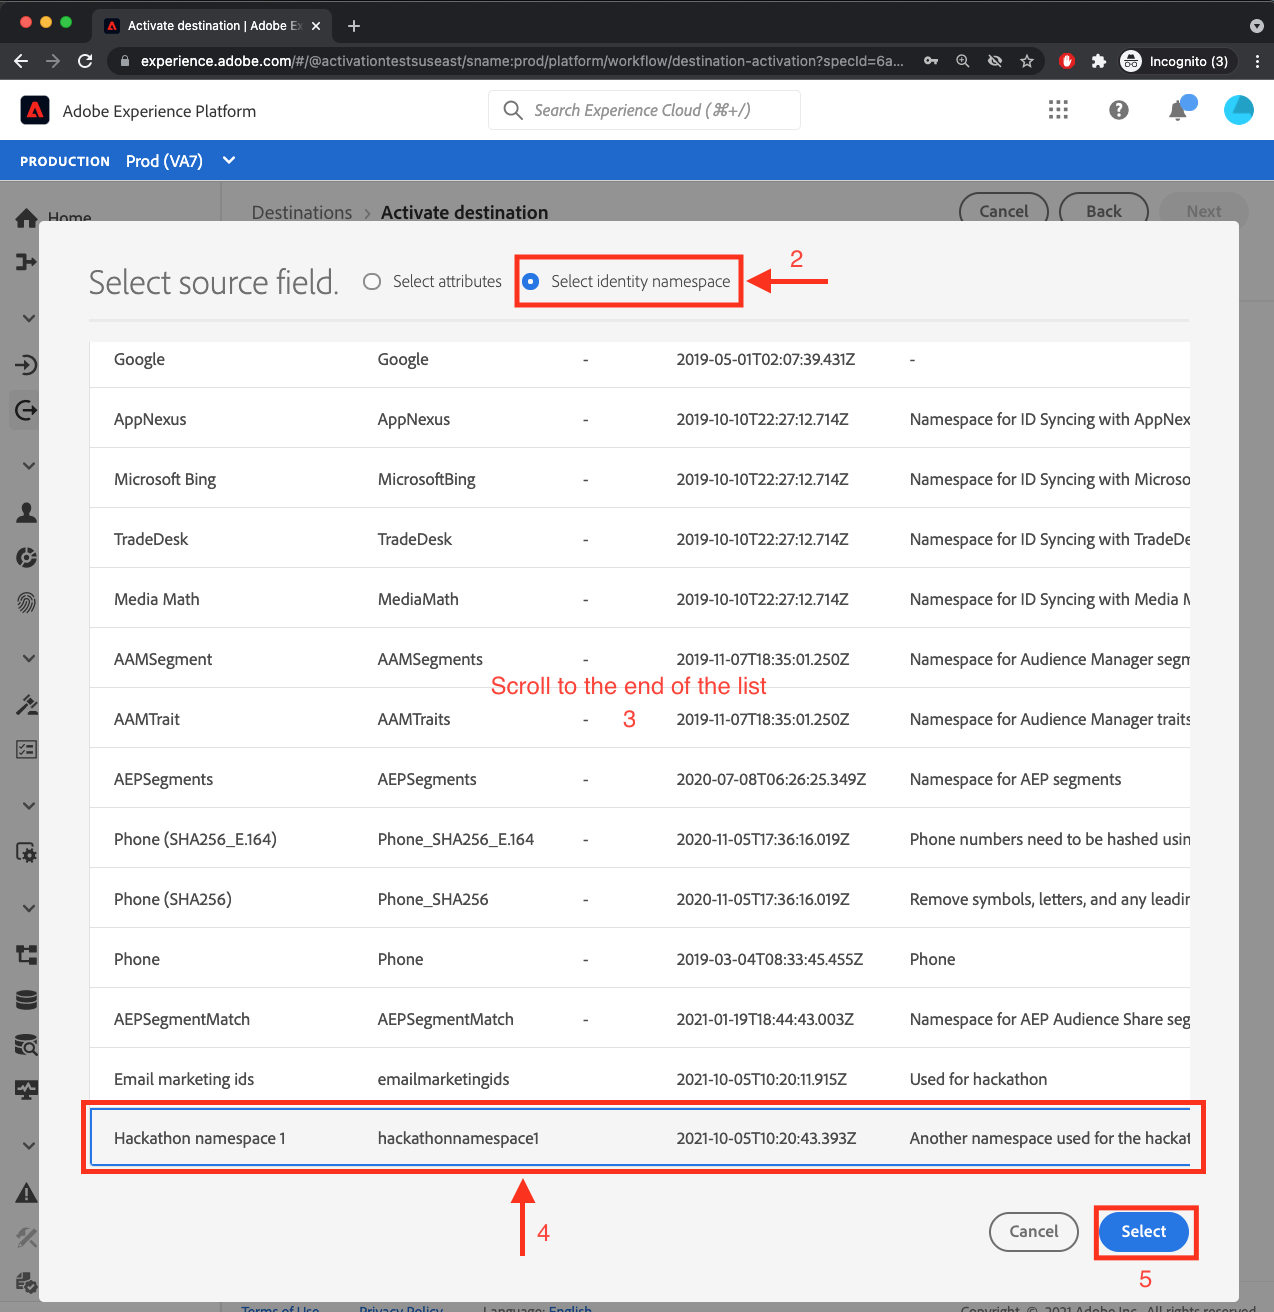 Activate destination | Adobe Ex
experience.adobe.com/#/@activationtestsuseast/sname:prod/platform/workflow/destination-activation?specId=6a...
Incognito (3)
Adobe Experience Platform
Search Experience Cloud (⌘+/)
PRODUCTION Prod (VA7)
Home
Destinations > Activate destination
Cancel Back Next
Select source field. Select attributes Select identity namespace
2
Google Google - 2019-05-01T02:07:39.431Z -
AppNexus AppNexus - 2019-10-10T22:27:12.714Z Namespace for ID Syncing with AppNex
Microsoft Bing MicrosoftBing - 2019-10-10T22:27:12.714Z Namespace for ID Syncing with Microso
TradeDesk TradeDesk - 2019-10-10T22:27:12.714Z Namespace for ID Syncing with TradeDe
Media Math MediaMath - 2019-10-10T22:27:12.714Z Namespace for ID Syncing with Media M
AAMSegment AAMSegments - 2019-11-07T18:35:01.250Z Namespace for Audience Manager segm
Scroll to the end of the list
3
AAMTrait AAMTraits - 2019-11-07T18:35:01.250Z Namespace for Audience Manager traits
AEPSegments AEPSegments - 2020-07-08T06:26:25.349Z Namespace for AEP segments
Phone (SHA256_E.164) Phone_SHA256_E.164 - 2020-11-05T17:36:16.019Z Phone numbers need to be hashed usin
Phone (SHA256) Phone_SHA256 - 2020-11-05T17:36:16.019Z Remove symbols, letters, and any leadin
Phone Phone - 2019-03-04T08:33:45.455Z Phone
AEPSegmentMatch AEPSegmentMatch - 2021-01-19T18:44:43.003Z Namespace for AEP Audience Share seg
Email marketing ids emailmarketingids 2021-10-05T10:20:11.915Z Used for hackathon
Hackathon namespace 1 hackathonnamespace1 2021-10-05T10:20:43.393Z Another namespace used for the hackat
4
Cancel Select
5
Terms of Use Privacy Policy Language: English Copyright © 2021 Adobe Inc. All rights reserved.